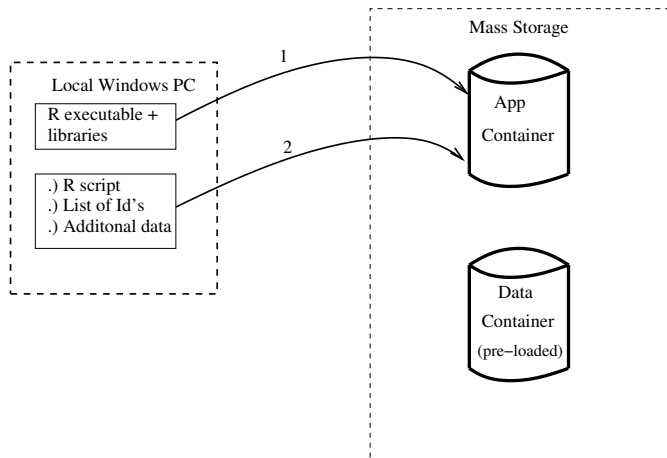 Mass Storage
1
Local Windows PC
R executable +
libraries
App
Container
2
.) R script
.) List of Id's
.) Additonal data
Data
Container
(pre−loaded)